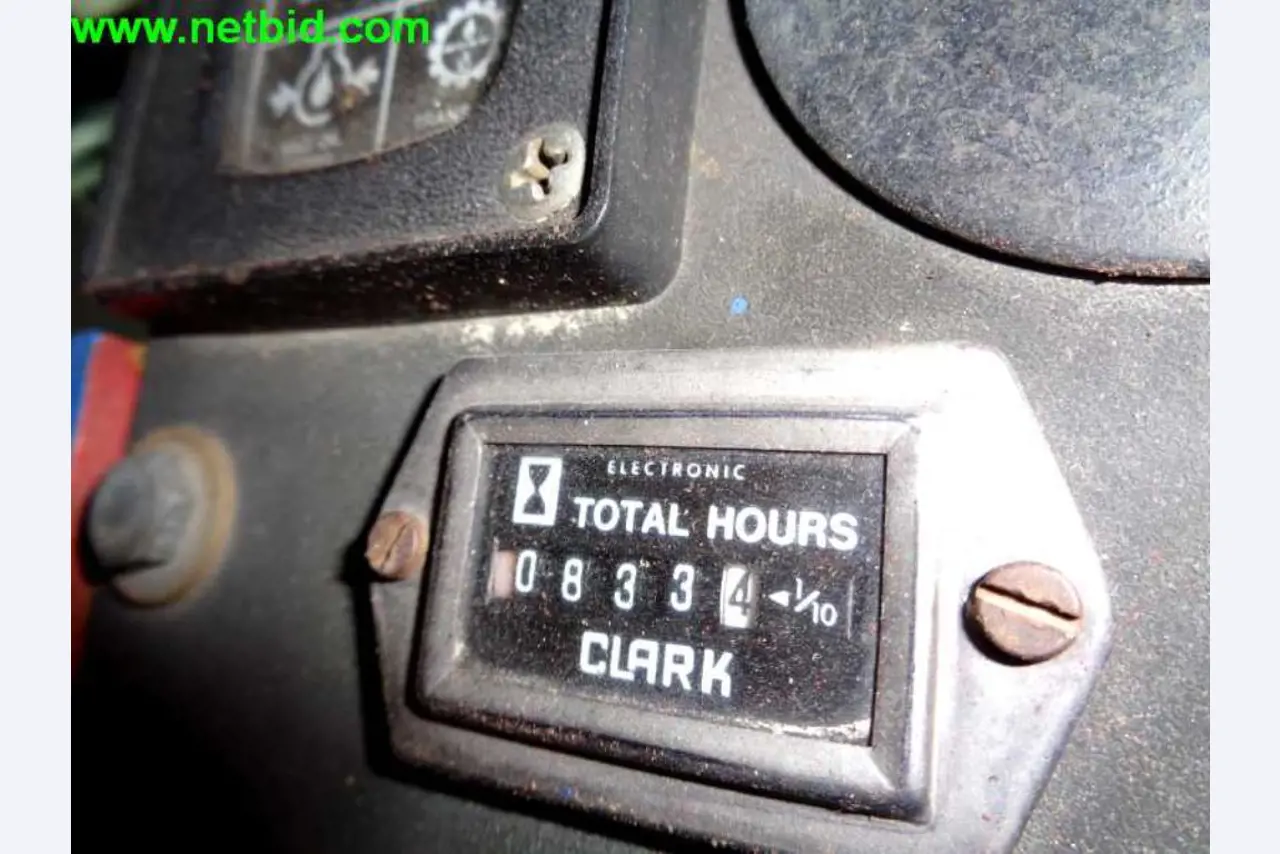 www.netbid.com
ELECTRONIC
TOTAL HOURS
08334 ◄1/10
CLARK